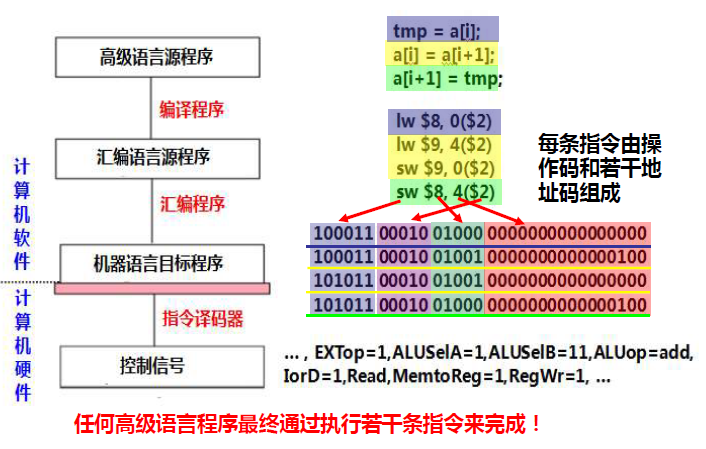 高级语言源程序
编译程序
汇编语言源程序
汇编程序
机器语言目标程序
指令译码器
控制信号
计算机软件
计算机硬件
tmp = a[i];
a[i] = a[i+1];
a[i+1] = tmp;
lw $8, 0($2)
lw $9, 4($2)
sw $9, 0($2)
sw $8, 4($2)
每条指令由操
作码和若干地
址码组成
100011 00010 01000 0000000000000000
100011 00010 01001 0000000000000100
101011 00010 01001 0000000000000000
101011 00010 01000 0000000000000100
... , EXTop=1,ALUSelA=1,ALUSelB=11,ALUop=add,
IorD=1,Read,MemtoReg=1,RegWr=1, ...
任何高级语言程序最终通过执行若干条指令来完成！